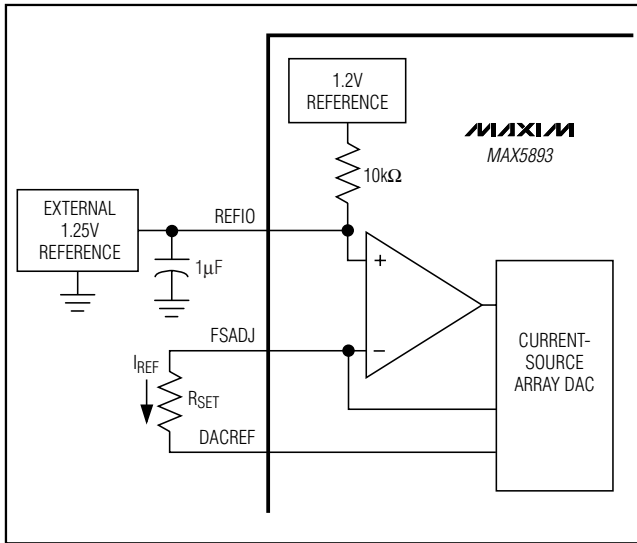 1.2V
REFERENCE
MAXIM
MAX5893
10kΩ
EXTERNAL
1.25V
REFERENCE
REFIO
1µF
+
FSADJ
−
CURRENT-
SOURCE
ARRAY DAC
IREF
RSET
DACREF